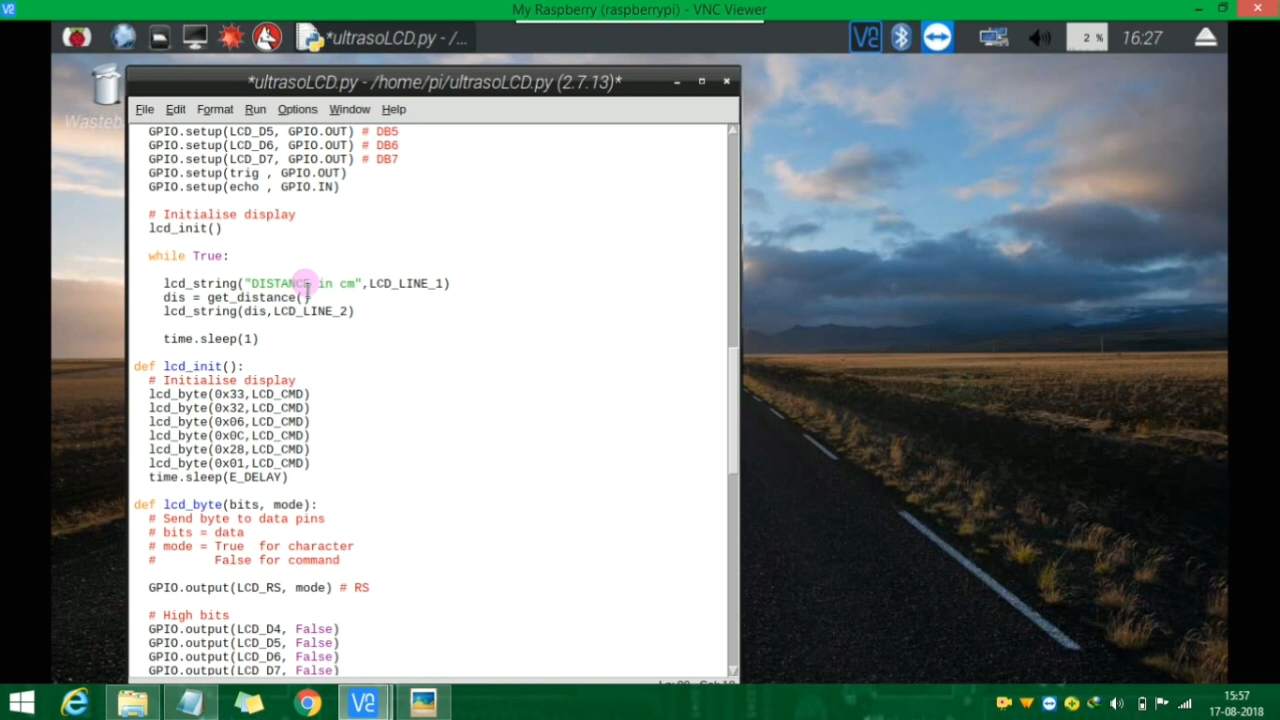 My Raspberry (raspberrypi) - VNC Viewer
*ultrasoLCD.py - /...
2 %
16:27
*ultrasoLCD.py - /home/pi/ultrasoLCD.py (2.7.13)*
File Edit Format Run Options Window Help
GPIO.setup(LCD_D5, GPIO.OUT) # DB5
GPIO.setup(LCD_D6, GPIO.OUT) # DB6
GPIO.setup(LCD_D7, GPIO.OUT) # DB7
GPIO.setup(trig , GPIO.OUT)
GPIO.setup(echo , GPIO.IN)
# Initialise display
lcd_init()
while True:
lcd_string("DISTANCE in cm",LCD_LINE_1)
dis = get_distance()
lcd_string(dis,LCD_LINE_2)
time.sleep(1)
def lcd_init():
# Initialise display
lcd_byte(0x33,LCD_CMD)
lcd_byte(0x32,LCD_CMD)
lcd_byte(0x06,LCD_CMD)
lcd_byte(0x0C,LCD_CMD)
lcd_byte(0x28,LCD_CMD)
lcd_byte(0x01,LCD_CMD)
time.sleep(E_DELAY)
def lcd_byte(bits, mode):
# Send byte to data pins
# bits = data
# mode = True  for character
#        False for command
GPIO.output(LCD_RS, mode) # RS
# High bits
GPIO.output(LCD_D4, False)
GPIO.output(LCD_D5, False)
GPIO.output(LCD_D6, False)
GPIO.output(LCD_D7, False)
15:57
17-08-2018